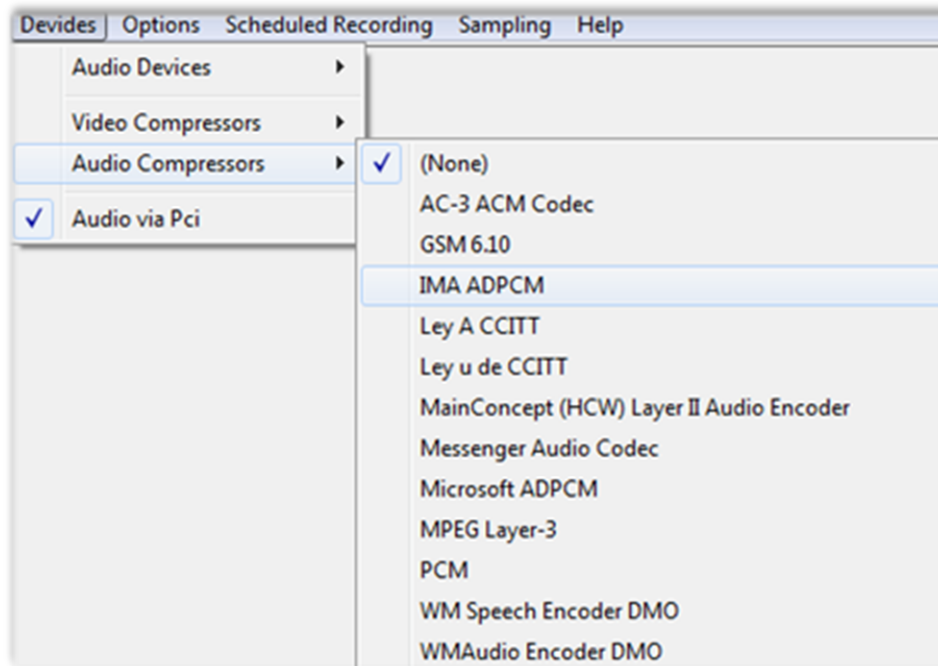 Devides Options Scheduled Recording Sampling Help
Audio Devices
Video Compressors
Audio Compressors
Audio via Pci
(None)
AC-3 ACM Codec
GSM 6.10
IMA ADPCM
Ley A CCITT
Ley u de CCITT
MainConcept (HCW) Layer II Audio Encoder
Messenger Audio Codec
Microsoft ADPCM
MPEG Layer-3
PCM
WM Speech Encoder DMO
WMAudio Encoder DMO